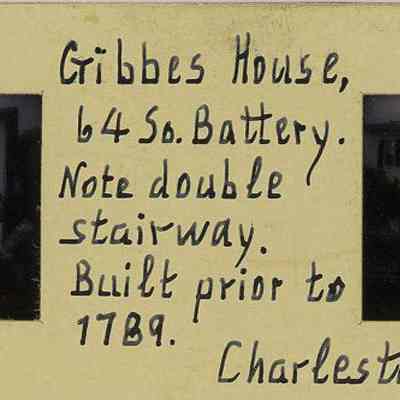 Gibbes House,
64 So. Battery.
Note double
stairway.
Built prior to
1789.
Charlest